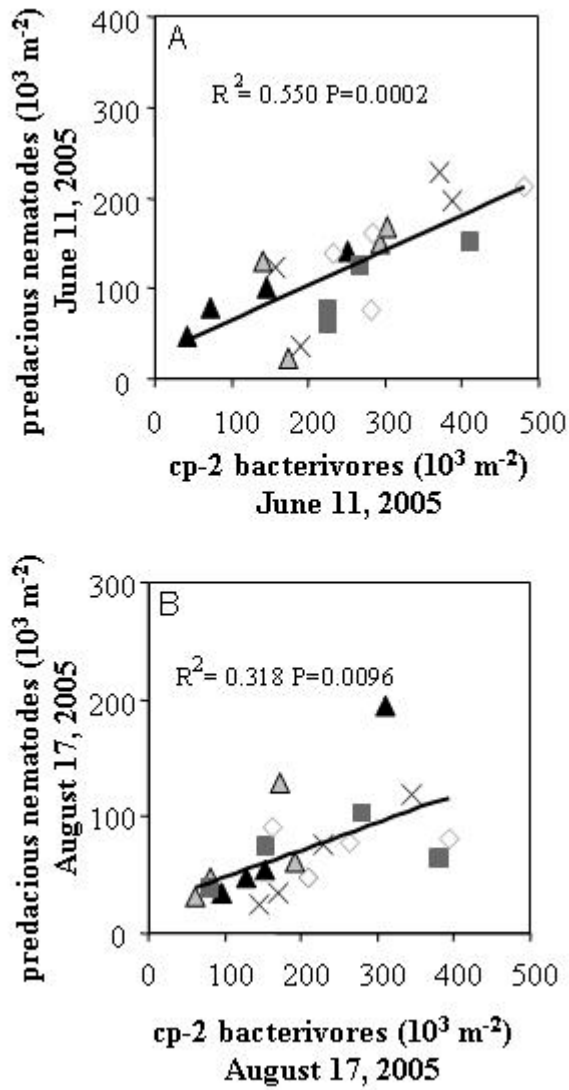 A
R² = 0.550 P=0.0002
predacious nematodes (10³ m⁻²)
June 11, 2005
400
300
200
100
0
0 100 200 300 400 500
cp-2 bacterivores (10³ m⁻²)
June 11, 2005
B
R² = 0.318 P=0.0096
predacious nematodes (10³ m⁻²)
August 17, 2005
300
200
100
0
0 100 200 300 400 500
cp-2 bacterivores (10³ m⁻²)
August 17, 2005